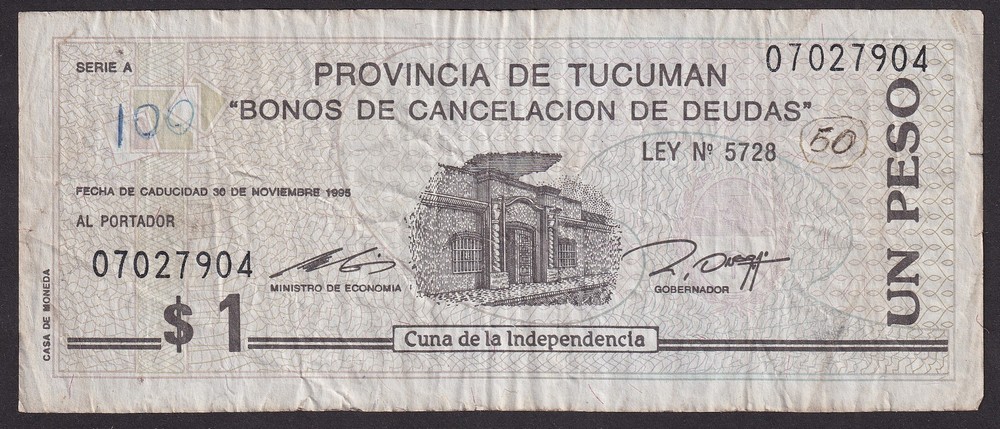 SERIE A
07027904
PROVINCIA DE TUCUMAN
"BONOS DE CANCELACION DE DEUDAS"
100
LEY Nº 5728
50
UN PESO
FECHA DE CADUCIDAD 30 DE NOVIEMBRE 1995
AL PORTADOR
07027904
MINISTRO DE ECONOMIA
GOBERNADOR
$ 1
Cuna de la Independencia
CASA DE MONEDA